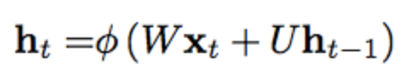 h_t =ϕ (Wx_t + Uh_{t−1})